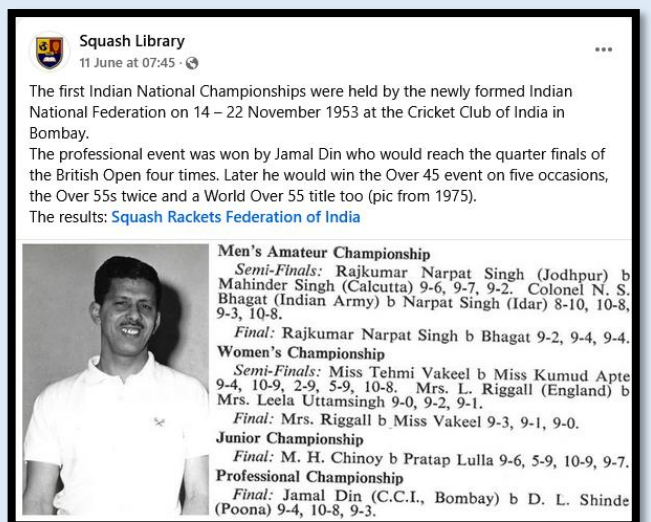 Squash Library
11 June at 07:45 ·
The first Indian National Championships were held by the newly formed Indian
National Federation on 14 – 22 November 1953 at the Cricket Club of India in
Bombay.
The professional event was won by Jamal Din who would reach the quarter finals of
the British Open four times. Later he would win the Over 45 event on five occasions,
the Over 55s twice and a World Over 55 title too (pic from 1975).
The results: Squash Rackets Federation of India
Men's Amateur Championship
Semi-Finals: Rajkumar Narpat Singh (Jodhpur) b
Mahinder Singh (Calcutta) 9-6, 9-7, 9-2. Colonel N. S.
Bhagat (Indian Army) b Narpat Singh (Idar) 8-10, 10-8,
9-3, 10-8.
Final: Rajkumar Narpat Singh b Bhagat 9-2, 9-4, 9-4.
Women's Championship
Semi-Finals: Miss Tehmi Vakeel b Miss Kumud Apte
9-4, 10-9, 2-9, 5-9, 10-8. Mrs. L. Riggall (England) b
Mrs. Leela Uttamsingh 9-0, 9-2, 9-1.
Final: Mrs. Riggall b Miss Vakeel 9-3, 9-1, 9-0.
Junior Championship
Final: M. H. Chinoy b Pratap Lulla 9-6, 5-9, 10-9, 9-7.
Professional Championship
Final: Jamal Din (C.C.I., Bombay) b D. L. Shinde
(Poona) 9-4, 10-8, 9-3.